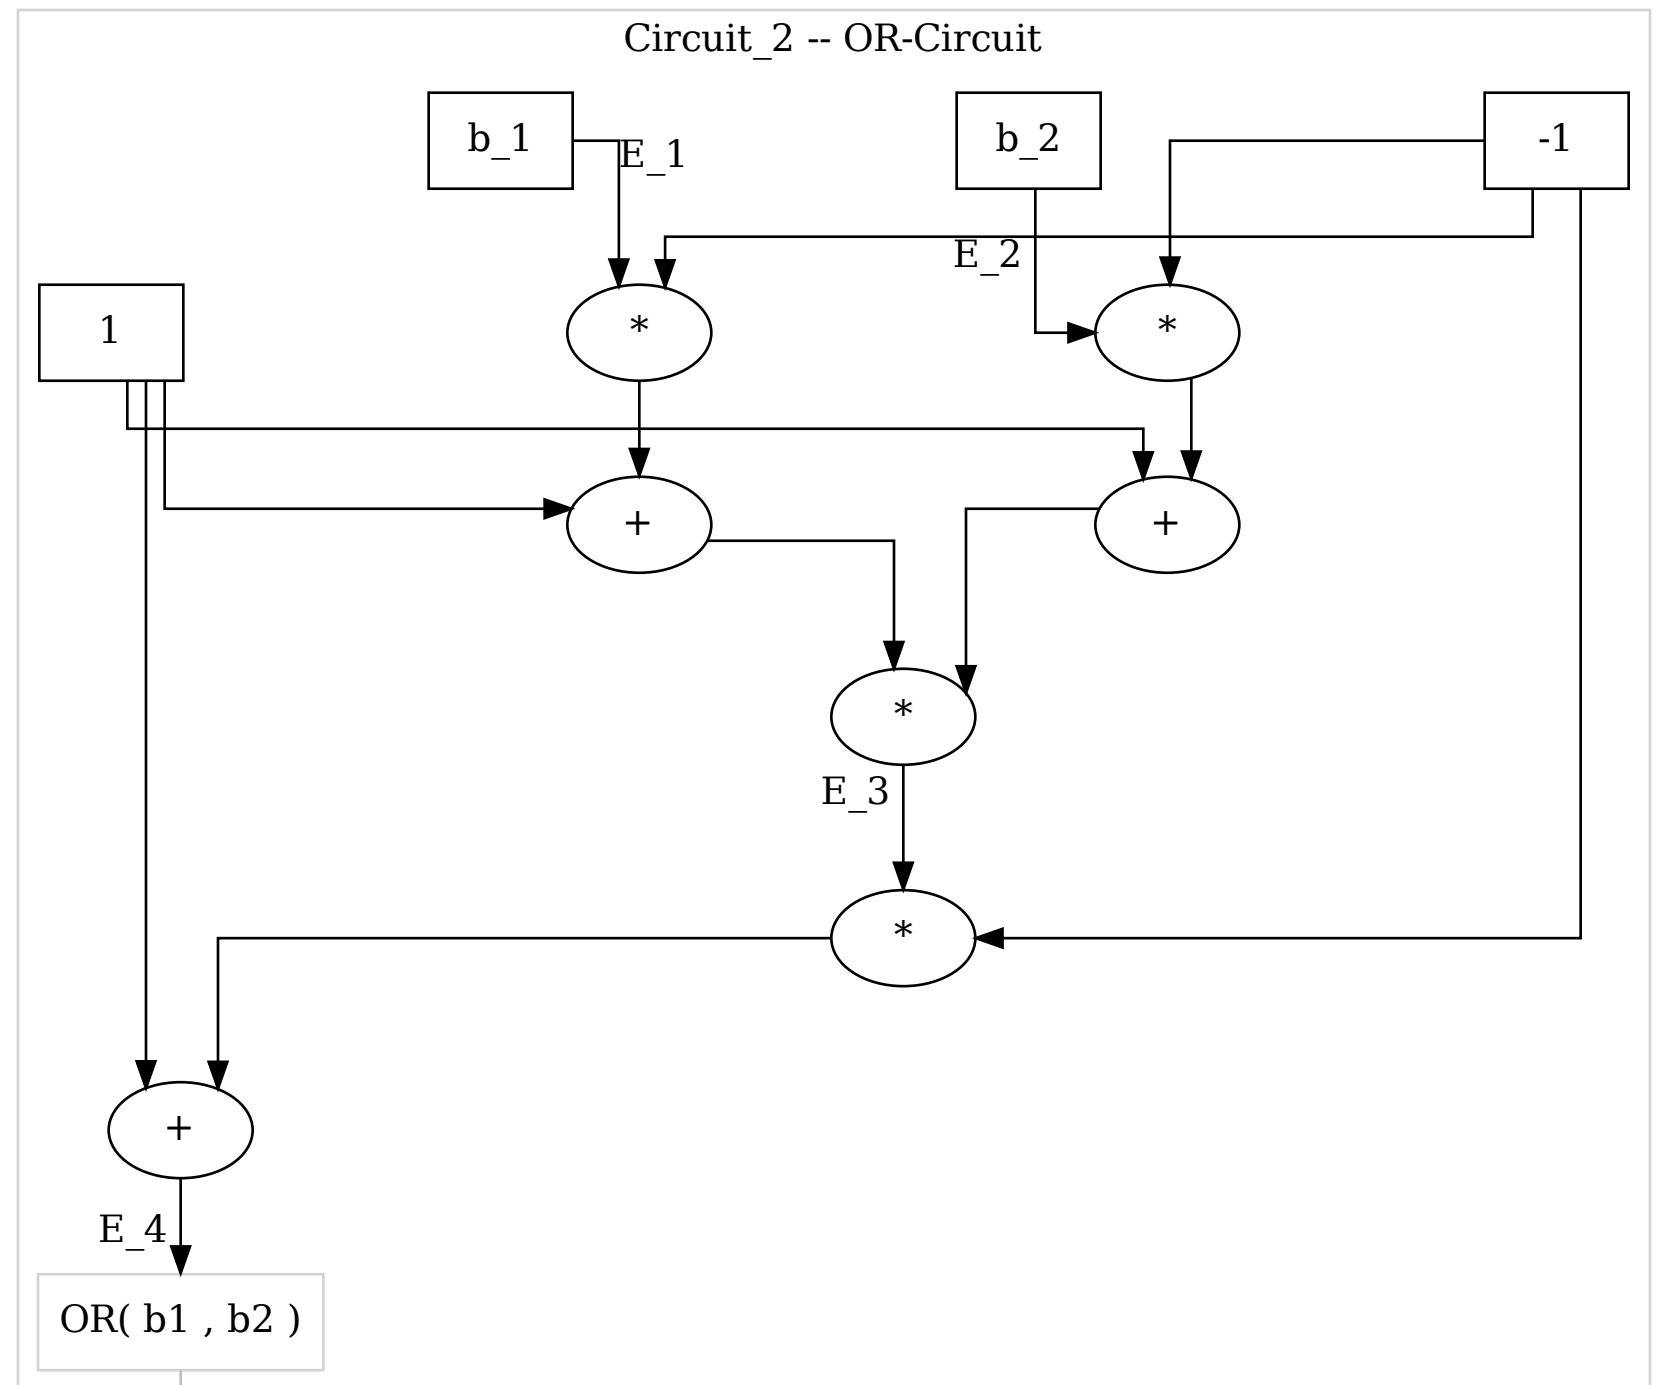 Circuit_2 -- OR-Circuit
b_1
E_1
b_2
-1
E_2
1
*
*
+
+
*
E_3
*
+
E_4
OR( b1 , b2 )